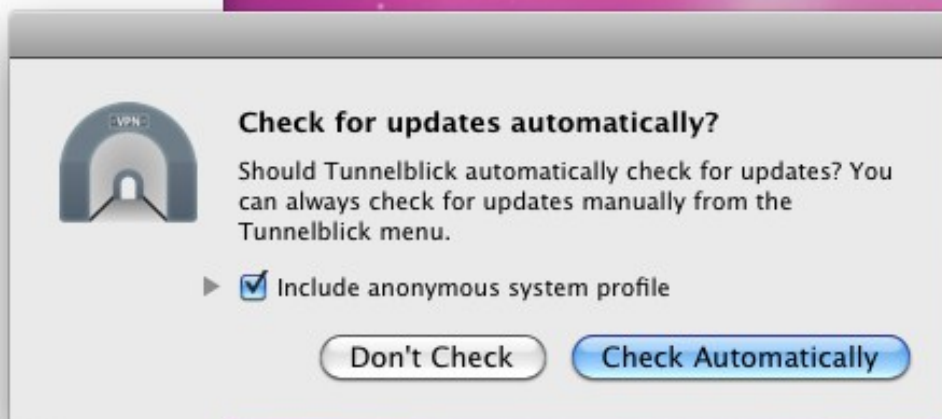 VPN
Check for updates automatically?
Should Tunnelblick automatically check for updates? You
can always check for updates manually from the
Tunnelblick menu.
Include anonymous system profile
Don't Check
Check Automatically